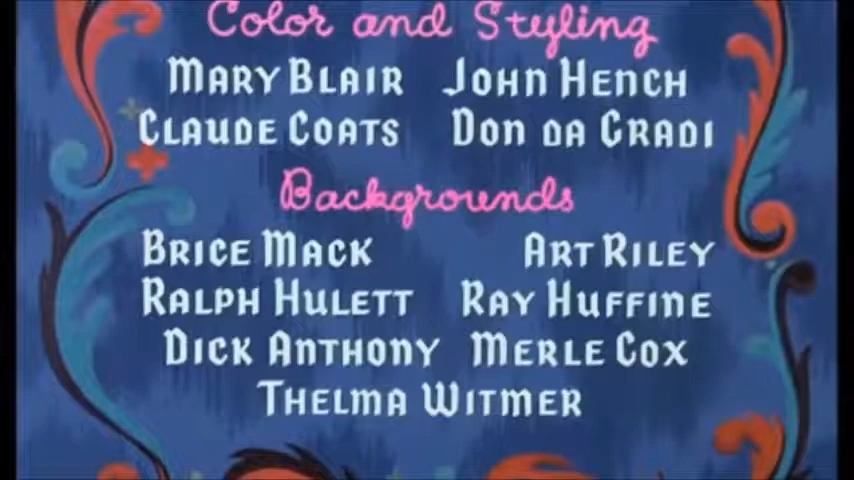 Color and Styling
MARY BLAIR JOHN HENCH
CLAUDE COATS DON DA GRADI
Backgrounds
BRICE MACK ART RILEY
RALPH HULETT RAY HUFFINE
DICK ANTHONY MERLE COX
THELMA WITMER